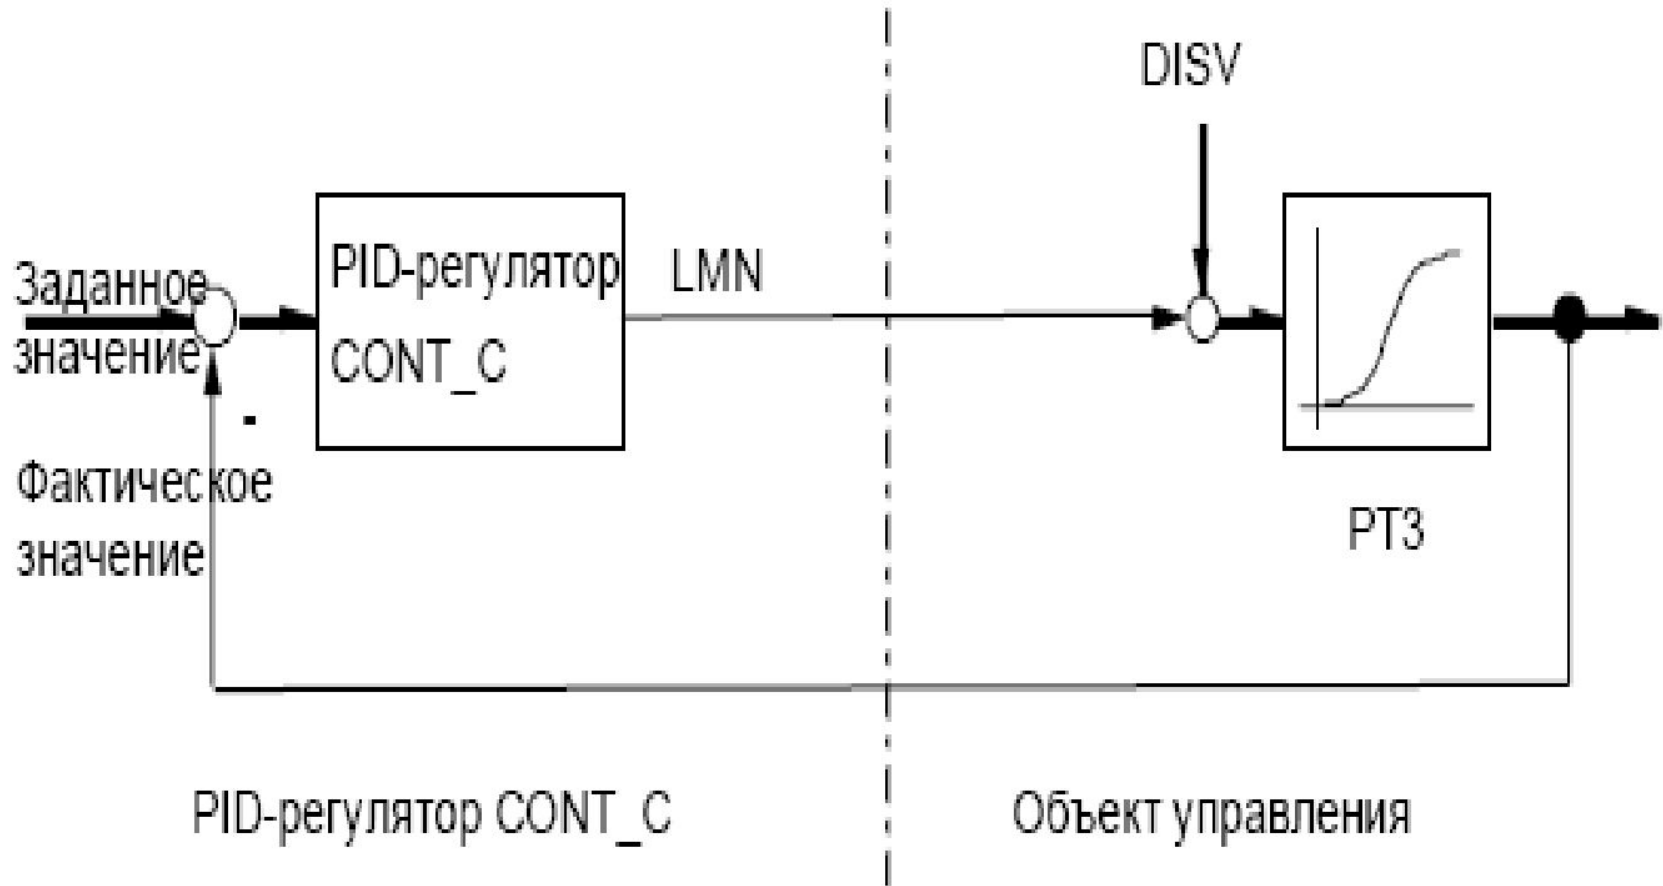 DISV
Заданное
значение
PID-регулятор
CONT_C
LMN
-
Фактическое
значение
PT3
PID-регулятор CONT_C
Объект управления